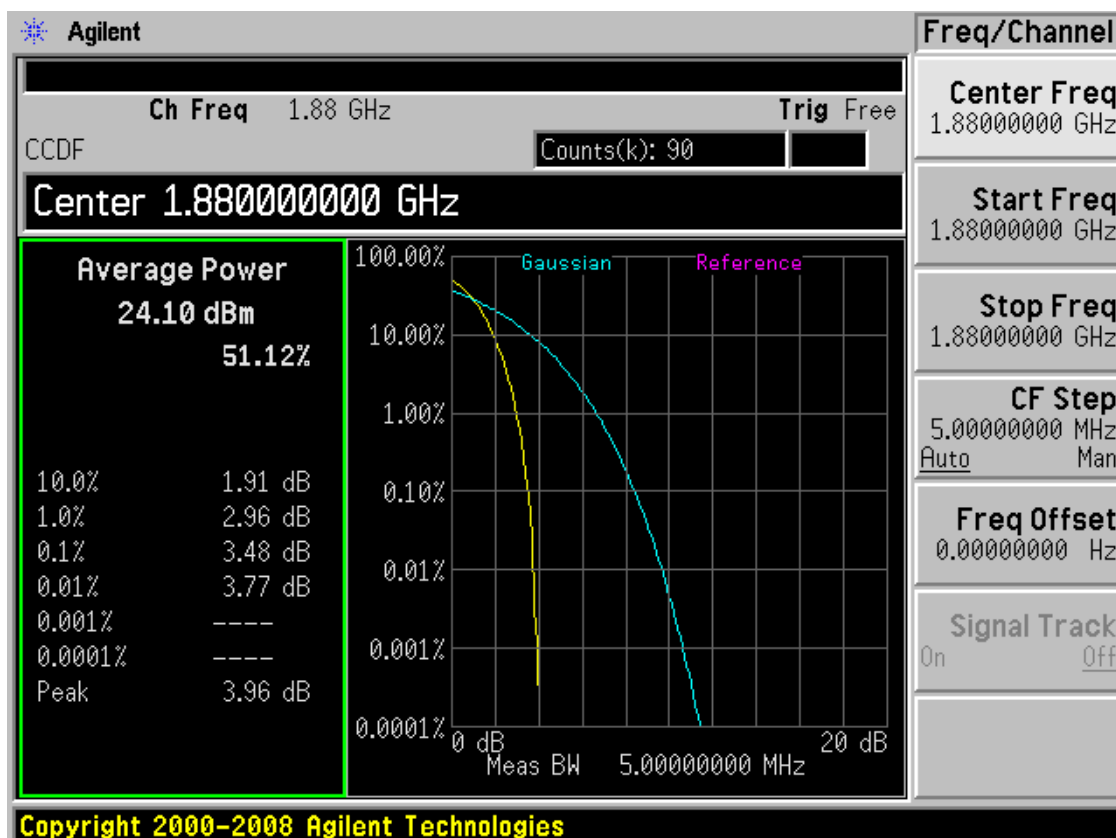 Agilent
Freq/Channel
Ch Freq 1.88 GHz Trig Free
CCDF Counts(k): 90
Center 1.880000000 GHz
Average Power
24.10 dBm
51.12%
10.0% 1.91 dB
1.0% 2.96 dB
0.1% 3.48 dB
0.01% 3.77 dB
0.001% ----
0.0001% ----
Peak 3.96 dB
Gaussian Reference
100.00%
10.00%
1.00%
0.10%
0.01%
0.001%
0.0001%
0 dB 20 dB
Meas BW 5.00000000 MHz
Center Freq
1.88000000 GHz
Start Freq
1.88000000 GHz
Stop Freq
1.88000000 GHz
CF Step
5.00000000 MHz
Auto Man
Freq Offset
0.00000000 Hz
Signal Track
On Off
Copyright 2000-2008 Agilent Technologies